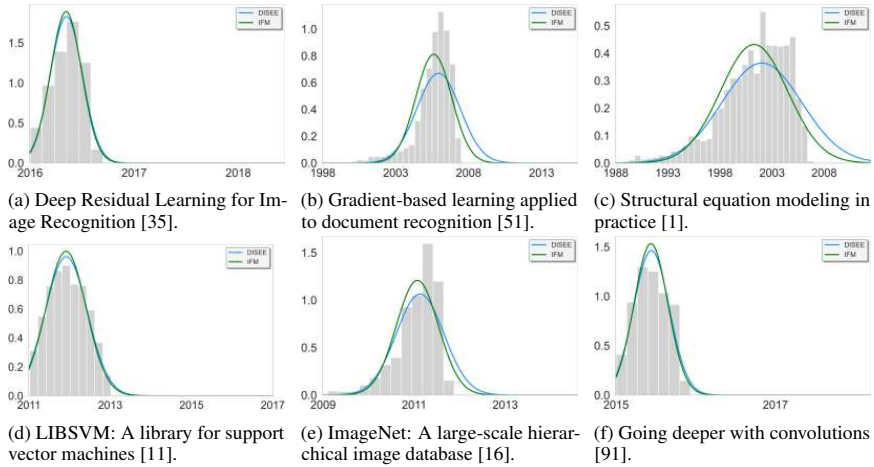 DISEE
IFM
1.5
1.0
0.5
0.0
2016 2017 2018
DISEE
IFM
1.0
0.8
0.6
0.4
0.2
0.0
1998 2003 2008 2013
DISEE
IFM
0.5
0.4
0.3
0.2
0.1
0.0
1988 1993 1998 2003 2008
(a) Deep Residual Learning for Im-
age Recognition [35].
(b) Gradient-based learning applied
to document recognition [51].
(c) Structural equation modeling in
practice [1].
DISEE
IFM
1.0
0.8
0.6
0.4
0.2
0.0
2011 2013 2015 2017
DISEE
IFM
1.5
1.0
0.5
0.0
2009 2011 2013
DISEE
IFM
1.5
1.0
0.5
0.0
2015 2017
(d) LIBSVM: A library for support
vector machines [11].
(e) ImageNet: A large-scale hierar-
chical image database [16].
(f) Going deeper with convolutions
[91].